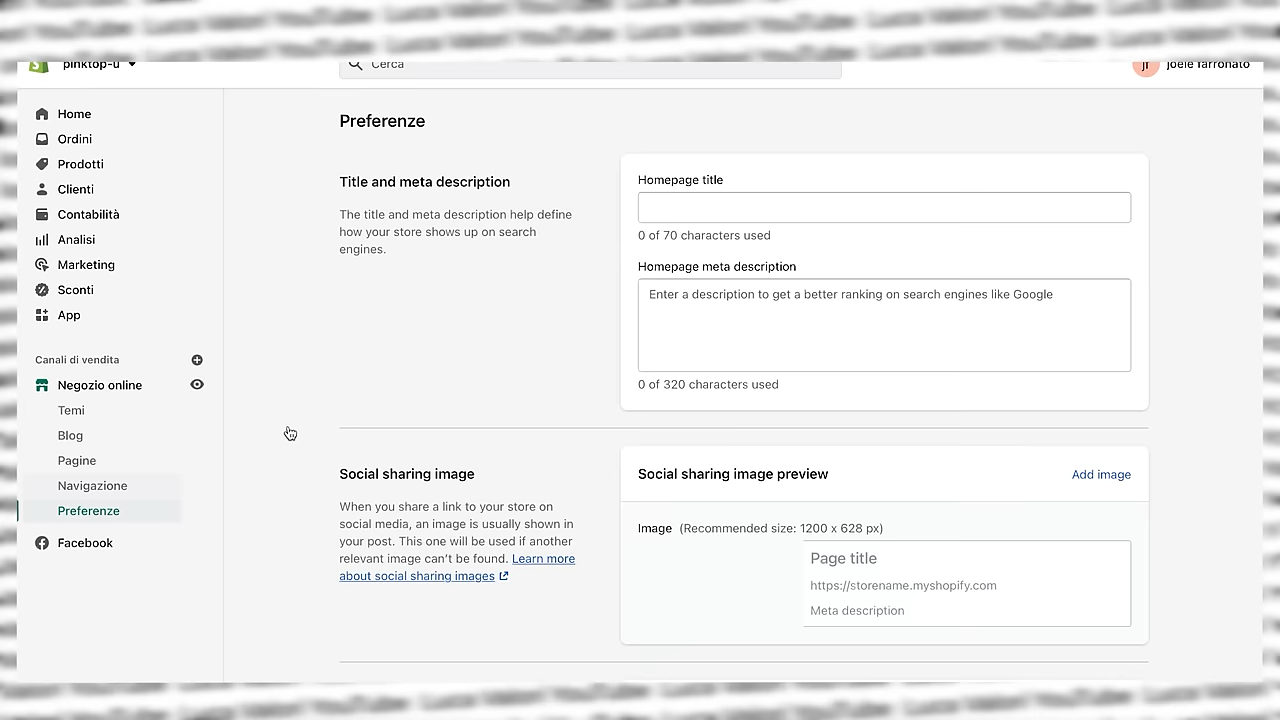 pinktop-u
Cerca
jf
joele farronato
Home
Ordini
Prodotti
Clienti
Contabilità
Analisi
Marketing
Sconti
App
Canali di vendita
Negozio online
Temi
Blog
Pagine
Navigazione
Preferenze
Facebook
Preferenze
Title and meta description
The title and meta description help define
how your store shows up on search
engines.
Homepage title
0 of 70 characters used
Homepage meta description
Enter a description to get a better ranking on search engines like Google
0 of 320 characters used
Social sharing image
When you share a link to your store on
social media, an image is usually shown in
your post. This one will be used if another
relevant image can't be found. Learn more
about social sharing images
Social sharing image preview
Add image
Image (Recommended size: 1200 x 628 px)
Page title
https://storename.myshopify.com
Meta description